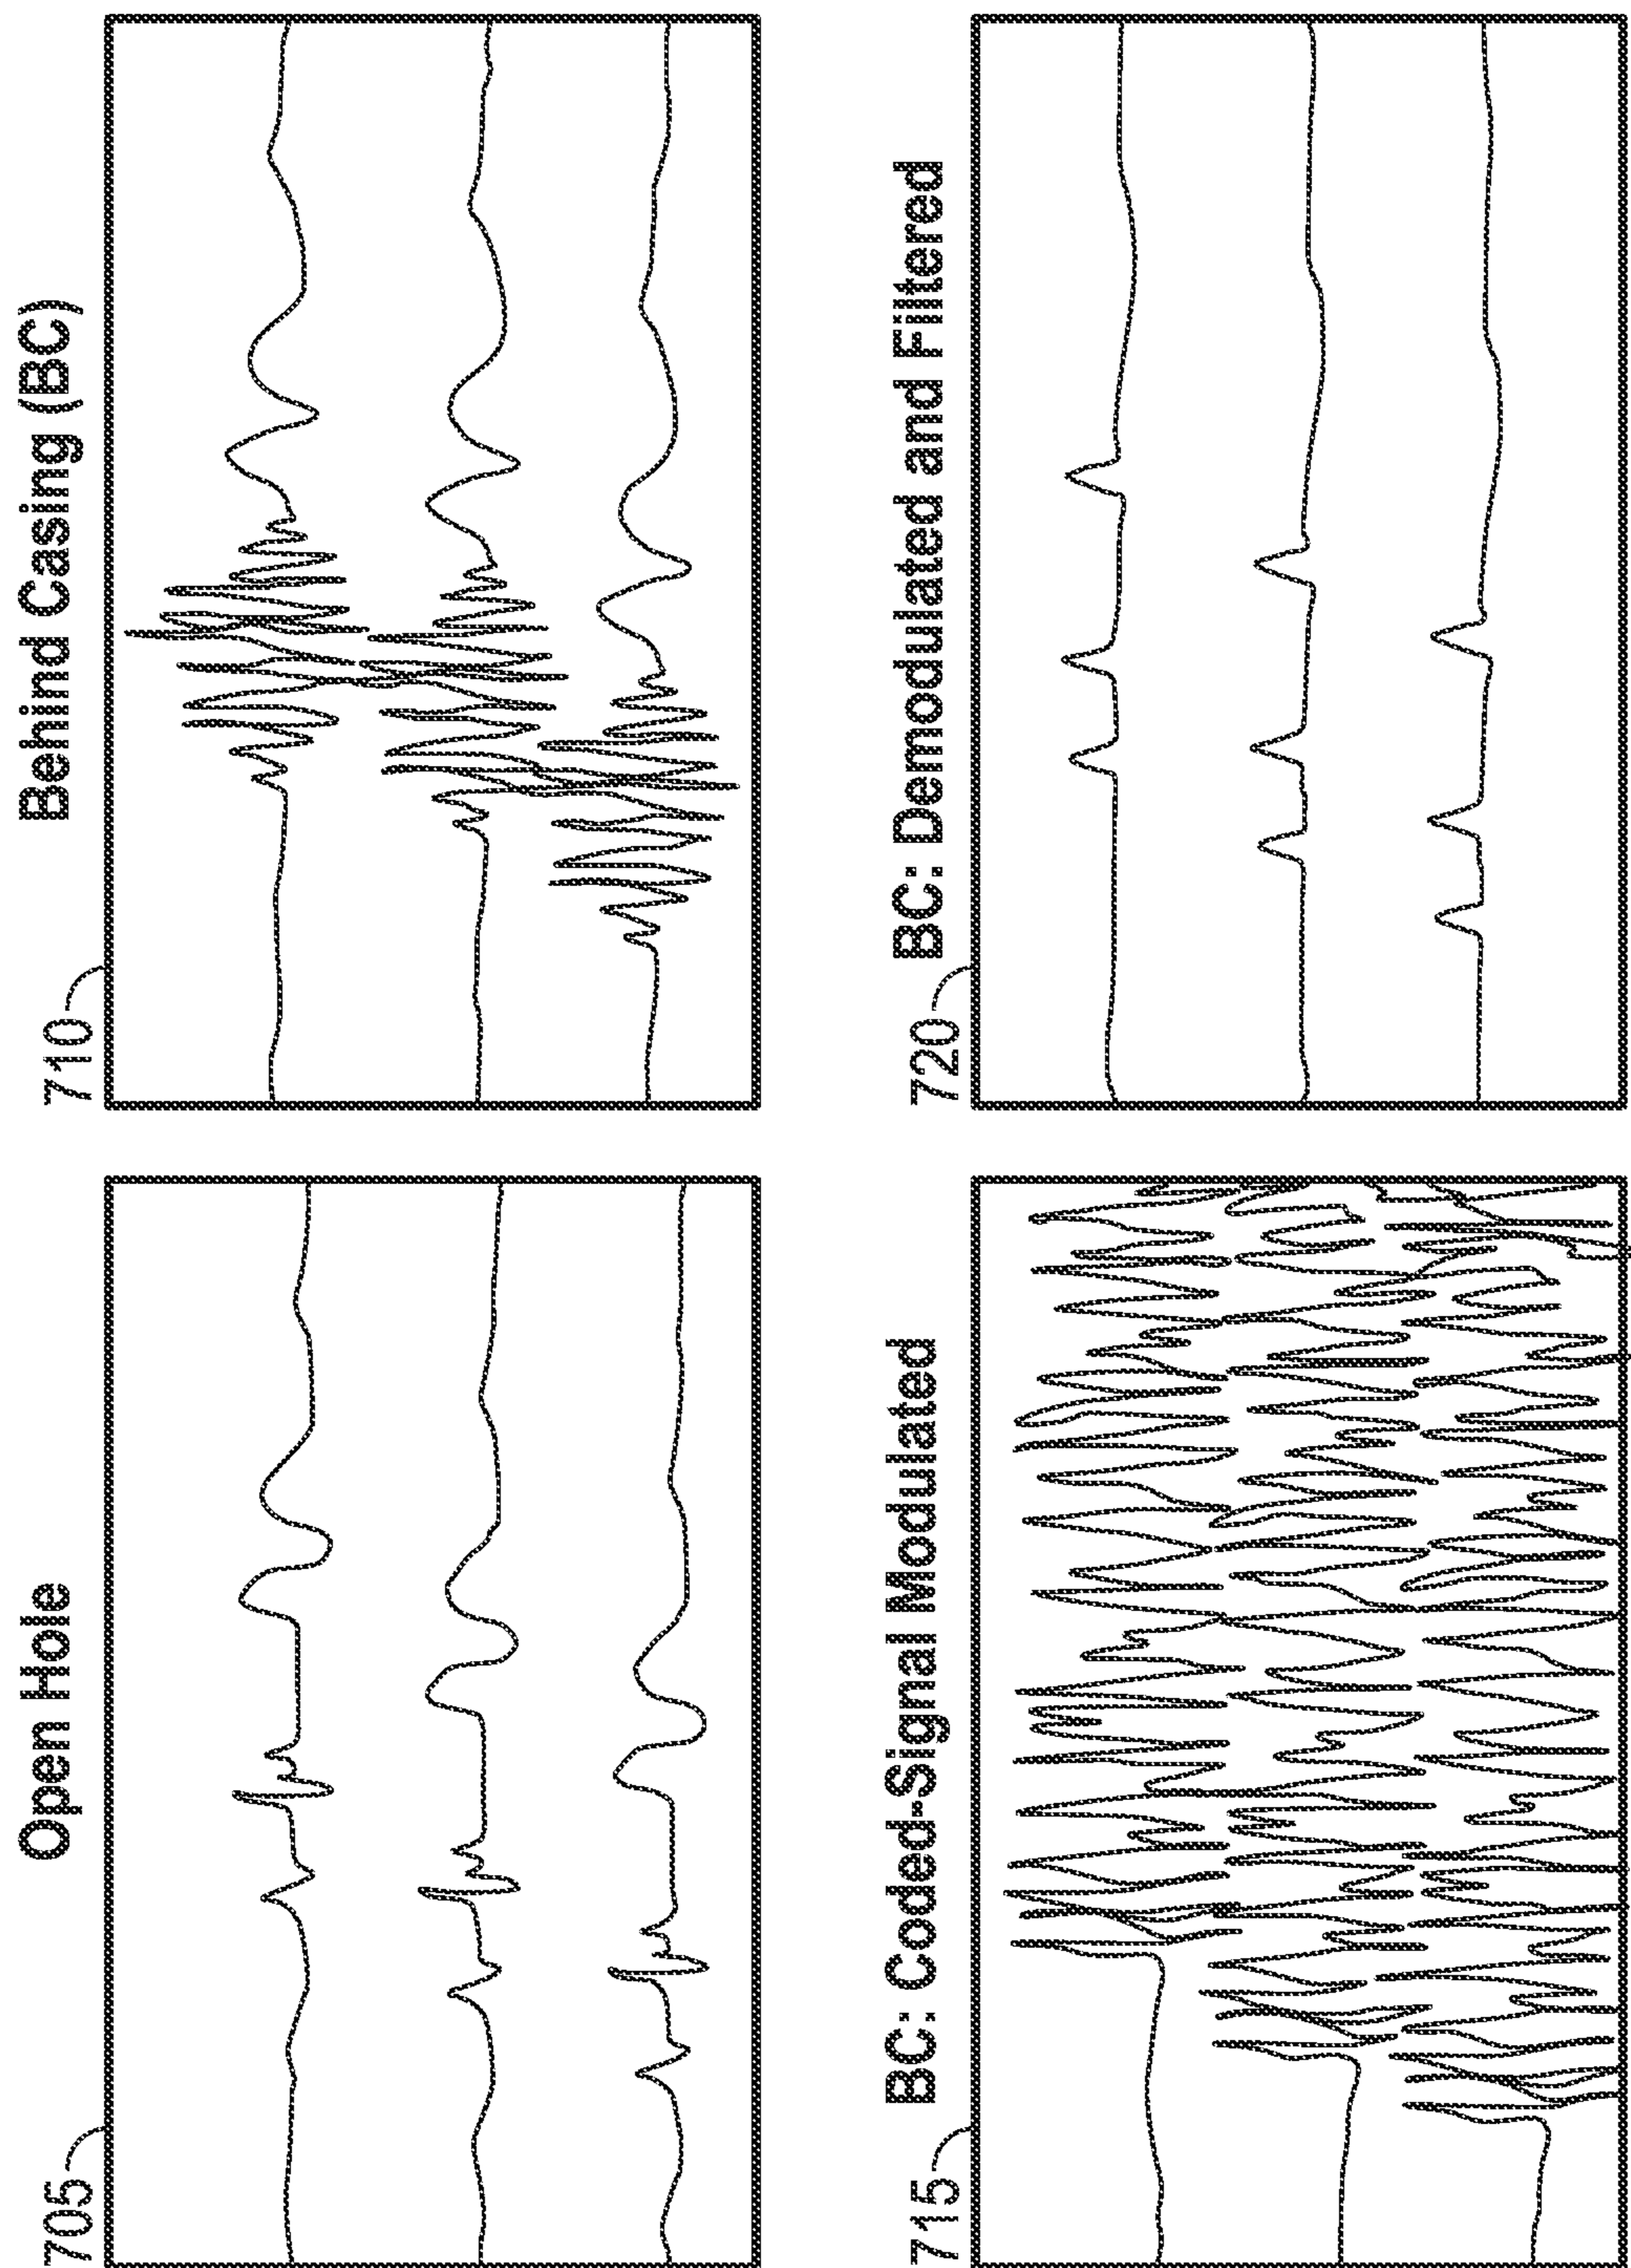 Open Hole
705
Behind Casing (BC)
710
BC: Coded-Signal Modulated
715
BC: Demodulated and Filtered
720